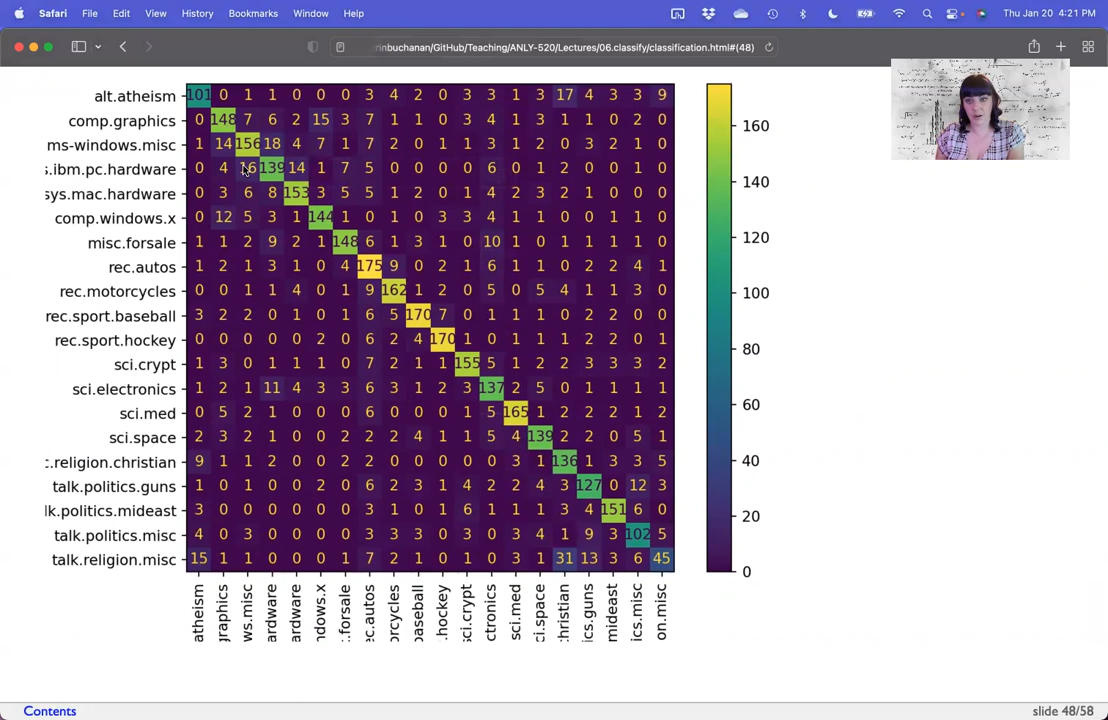 Safari File Edit View History Bookmarks Window Help Thu Jan 20 4:21 PM
rinbuchanan/GitHub/Teaching/ANLY-520/Lectures/06.classify/classification.html#(48)
alt.atheism 101 0 1 1 0 0 0 3 4 2 0 3 3 1 3 17 4 3 3 9
comp.graphics 0 148 7 6 2 15 3 7 1 1 0 3 4 1 3 1 1 0 2 0
ms-windows.misc 1 14 156 18 4 7 1 7 2 0 1 1 3 1 2 0 3 2 1 0
s.ibm.pc.hardware 0 4 16 139 14 1 7 5 0 0 0 0 6 0 1 2 0 0 1 0
sys.mac.hardware 0 3 6 8 153 3 5 5 1 2 0 1 4 2 3 2 1 0 0 0
comp.windows.x 0 12 5 3 1 144 1 0 1 0 3 3 4 1 1 0 0 1 1 0
misc.forsale 1 1 2 9 2 1 148 6 1 3 1 0 10 1 0 1 1 1 1 0
rec.autos 1 2 1 3 1 0 4 175 9 0 2 1 6 1 1 0 2 2 4 1
rec.motorcycles 0 0 1 1 4 0 1 9 162 1 2 0 5 0 5 4 1 1 3 0
rec.sport.baseball 3 2 2 0 1 0 1 6 5 170 7 0 1 1 1 0 2 2 0 0
rec.sport.hockey 0 1 0 0 0 2 0 6 2 4 170 1 0 1 1 1 2 2 0 1
sci.crypt 1 3 0 1 1 1 0 7 2 1 1 155 5 1 2 2 3 3 3 2
sci.electronics 1 2 1 11 4 3 3 6 3 1 2 3 137 2 5 0 1 1 1 1
sci.med 0 5 2 1 0 0 0 6 0 0 0 1 5 165 1 2 2 2 1 2
sci.space 2 3 2 1 0 0 2 2 2 4 1 1 5 4 139 2 2 0 5 1
:.religion.christian 9 1 1 2 0 0 2 2 0 0 0 0 0 3 1 136 1 3 3 5
talk.politics.guns 1 0 1 0 0 2 0 6 2 3 1 4 2 2 4 3 127 0 12 3
lk.politics.mideast 3 0 0 0 0 0 0 3 1 0 1 6 1 1 1 3 4 151 6 0
talk.politics.misc 4 0 3 0 0 0 0 3 3 3 0 3 0 3 4 1 9 3 102 5
talk.religion.misc 15 1 1 0 0 0 1 7 2 1 0 1 0 3 1 31 13 3 6 45
atheism graphics ws.misc ardware ardware ndows.x .forsale c.autos orcycles baseball .hockey sci.crypt ctronics sci.med ci.space hristian ics.guns mideast ics.misc on.misc
160
140
120
100
80
60
40
20
0
Contents slide 48/58